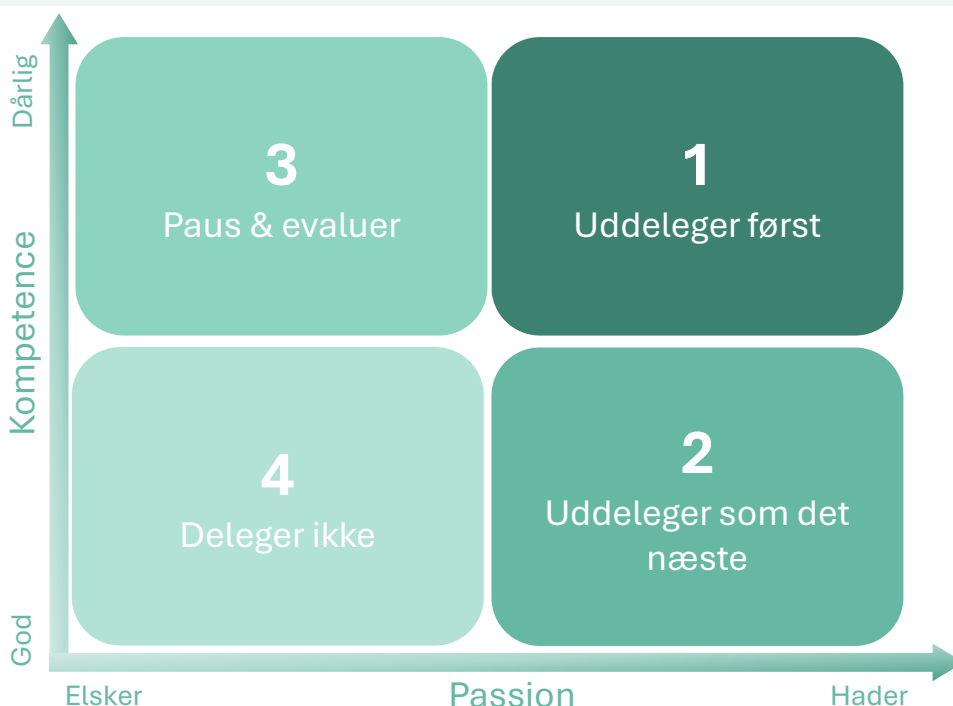 Dårlig
Kompetence
God
3
Paus & evaluer
1
Uddeleger først
4
Deleger ikke
2
Uddeleger som det
næste
Elsker
Passion
Hader